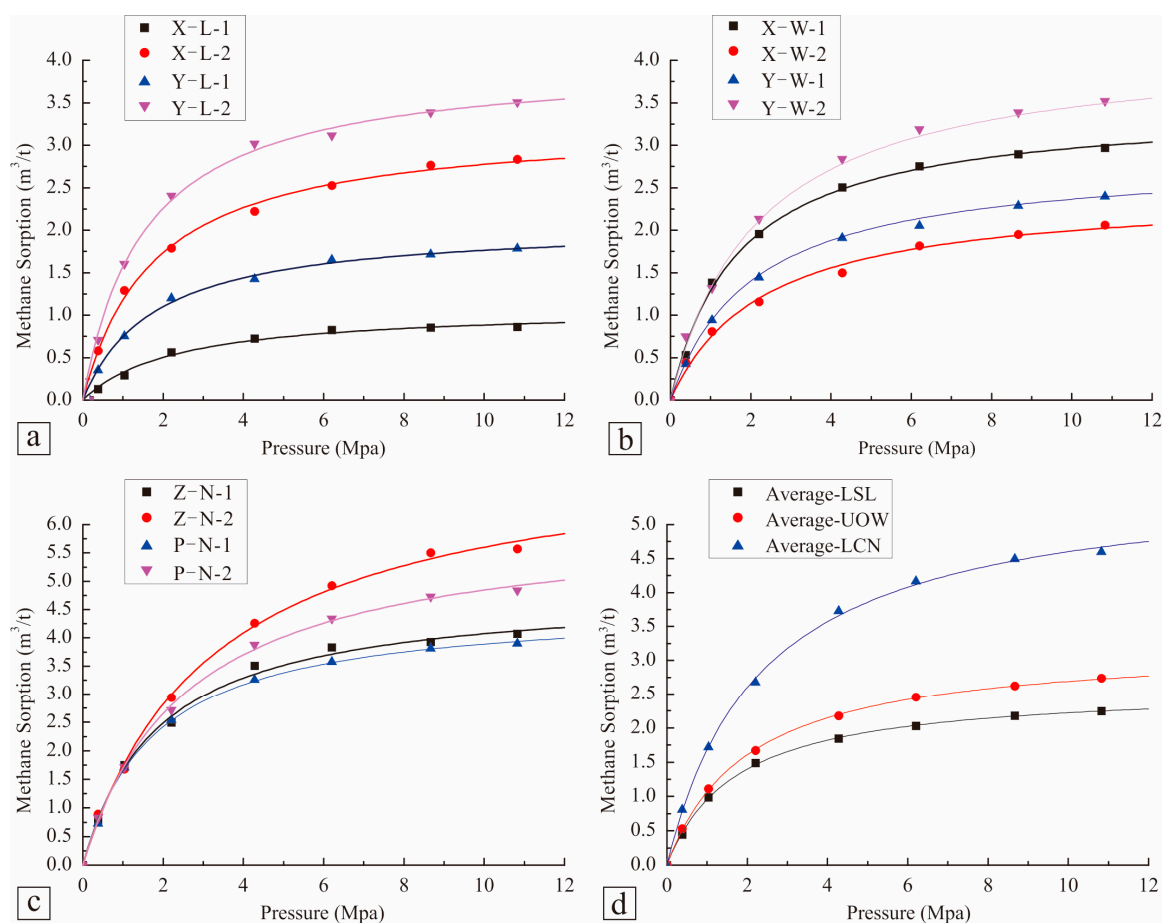 X-L-1
X-L-2
Y-L-1
Y-L-2
4.0
3.5
3.0
2.5
2.0
1.5
1.0
0.5
0.0
Methane Sorption (m³/t)
0 2 4 6 8 10 12
Pressure (Mpa)
a
X-W-1
X-W-2
Y-W-1
Y-W-2
4.0
3.5
3.0
2.5
2.0
1.5
1.0
0.5
0.0
Methane Sorption (m³/t)
0 2 4 6 8 10 12
Pressure (Mpa)
b
Z-N-1
Z-N-2
P-N-1
P-N-2
6.0
5.5
5.0
4.5
4.0
3.5
3.0
2.5
2.0
1.5
1.0
0.5
0.0
Methane Sorption (m³/t)
0 2 4 6 8 10 12
Pressure (Mpa)
c
Average-LSL
Average-UOW
Average-LCN
5.0
4.5
4.0
3.5
3.0
2.5
2.0
1.5
1.0
0.5
0.0
Methane Sorption (m³/t)
0 2 4 6 8 10 12
Pressure (Mpa)
d